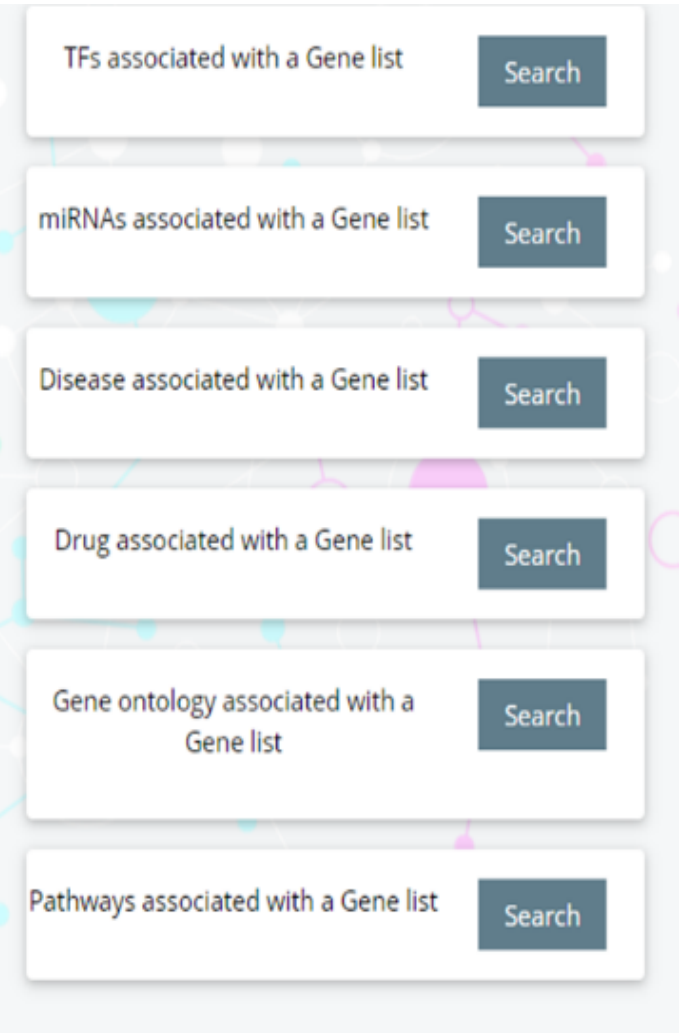 TFs associated with a Gene list
Search
miRNAs associated with a Gene list
Search
Disease associated with a Gene list
Search
Drug associated with a Gene list
Search
Gene ontology associated with a
Gene list
Search
Pathways associated with a Gene list
Search